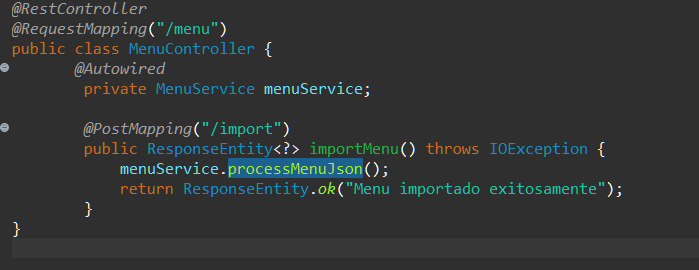 @RestController
@RequestMapping("/menu")
public class MenuController {
@Autowired
private MenuService menuService;
@PostMapping("/import")
public ResponseEntity<?> importMenu() throws IOException {
menuService.processMenuJson();
return ResponseEntity.ok("Menu importado exitosamente");
}
}